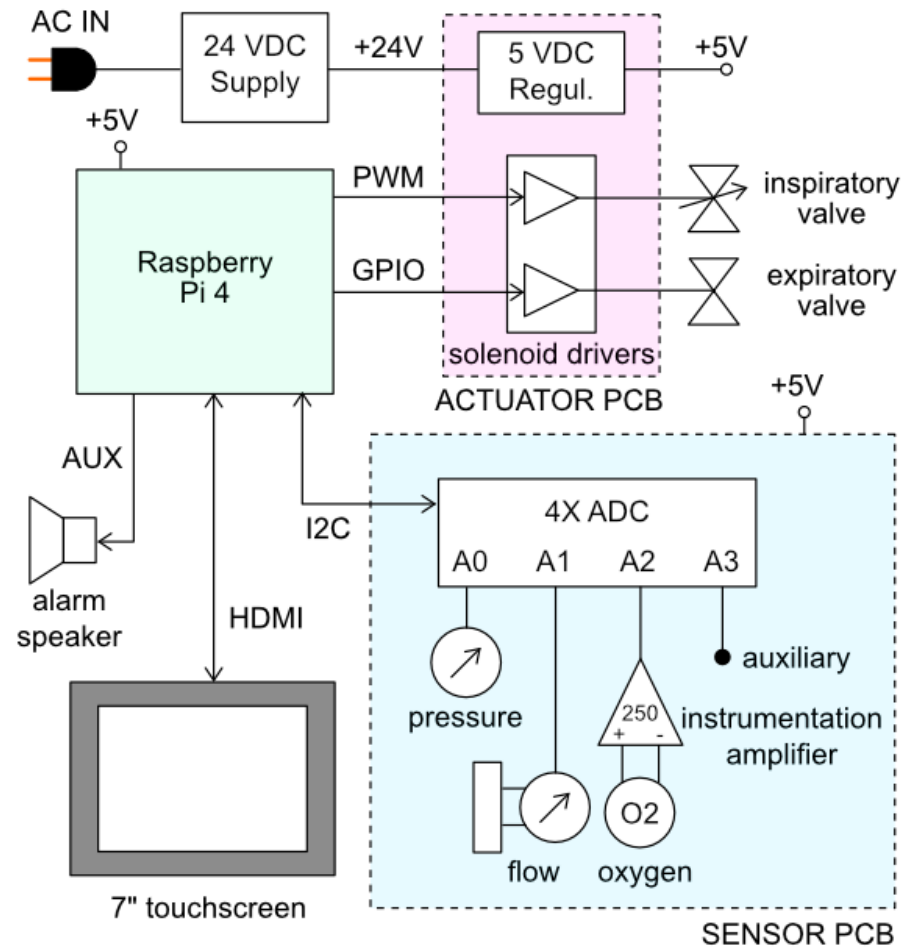 AC IN
24 VDC
Supply
+24V
5 VDC
Regul.
+5V
+5V
Raspberry
Pi 4
PWM
GPIO
inspiratory
valve
expiratory
valve
solenoid drivers
ACTUATOR PCB
+5V
AUX
I2C
HDMI
alarm
speaker
4X ADC
A0 A1 A2 A3
pressure
auxiliary
250
+ -
instrumentation
amplifier
O2
flow
oxygen
7" touchscreen
SENSOR PCB